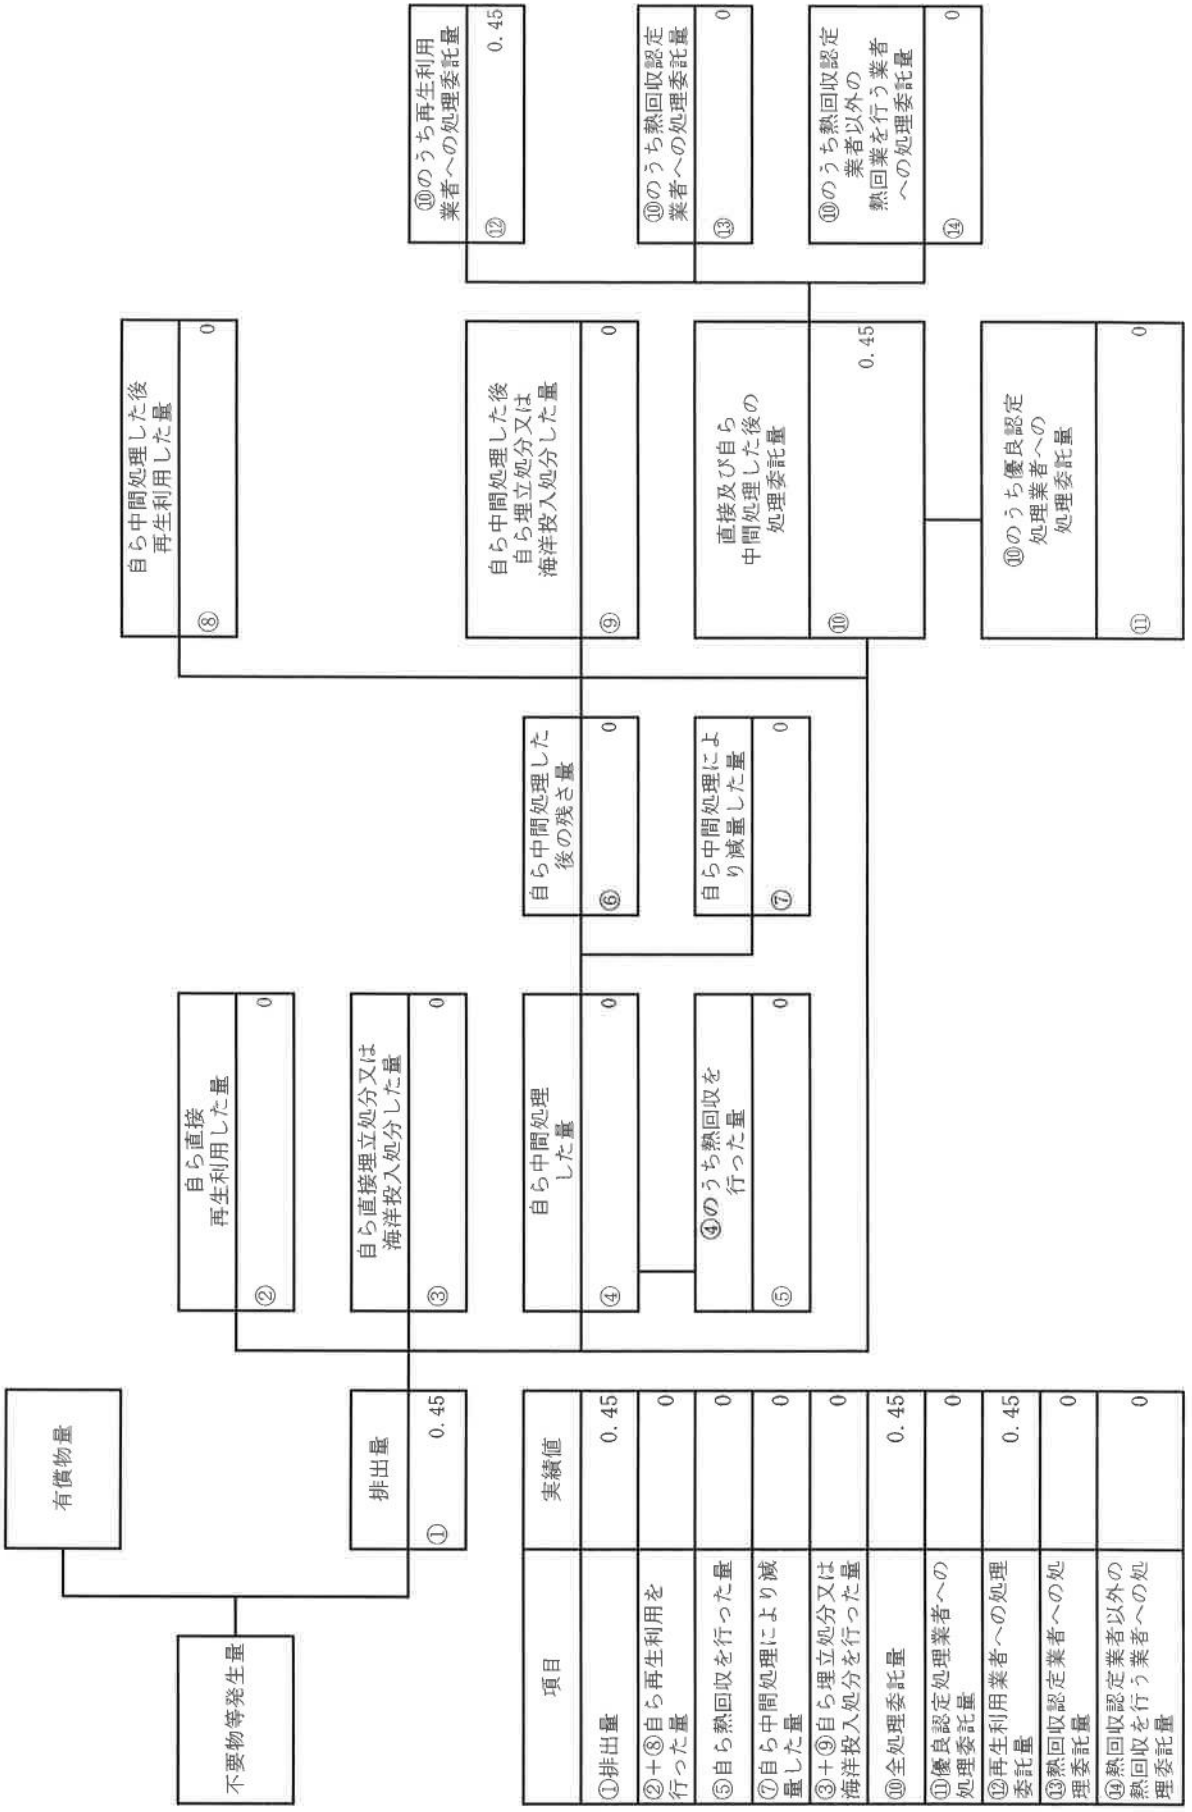 有償物量
不要物等発生量
排出量
① 0.45
自ら直接
再生利用した量
② 0
自ら直接埋立処分又は
海洋投入処分した量
③ 0
自ら中間処理
した量
④ 0
④のうち熱回収を
行った量
⑤ 0
自ら中間処理した
後の残さ量
⑥ 0
自ら中間処理によ
り減量した量
⑦ 0
自ら中間処理した後
再生利用した量
⑧ 0
自ら中間処理した後
自ら埋立処分又は
海洋投入処分した量
⑨ 0
直接及び自ら
中間処理した後の
処理委託量
⑩ 0.45
⑩のうち優良認定
処理業者への
処理委託量
⑪ 0
⑩のうち再生利用
業者への処理委託量
⑫ 0.45
⑩のうち熱回収認定
業者への処理委託量
⑬ 0
⑩のうち熱回収認定
業者以外の
熱回業を行う業者
への処理委託量
⑭ 0
項目 実績値
①排出量 0.45
②+⑧自ら再生利用を
行った量 0
⑤自ら熱回収を行った量 0
⑦自ら中間処理により減
量した量 0
③+⑨自ら埋立処分又は
海洋投入処分を行った量 0
⑩全処理委託量 0.45
⑪優良認定処理業者への
処理委託量 0
⑫再生利用業者への処理
委託量 0.45
⑬熱回収認定業者への処
理委託量 0
⑭熱回収認定業者以外の
熱回収を行う業者への処
理委託量 0